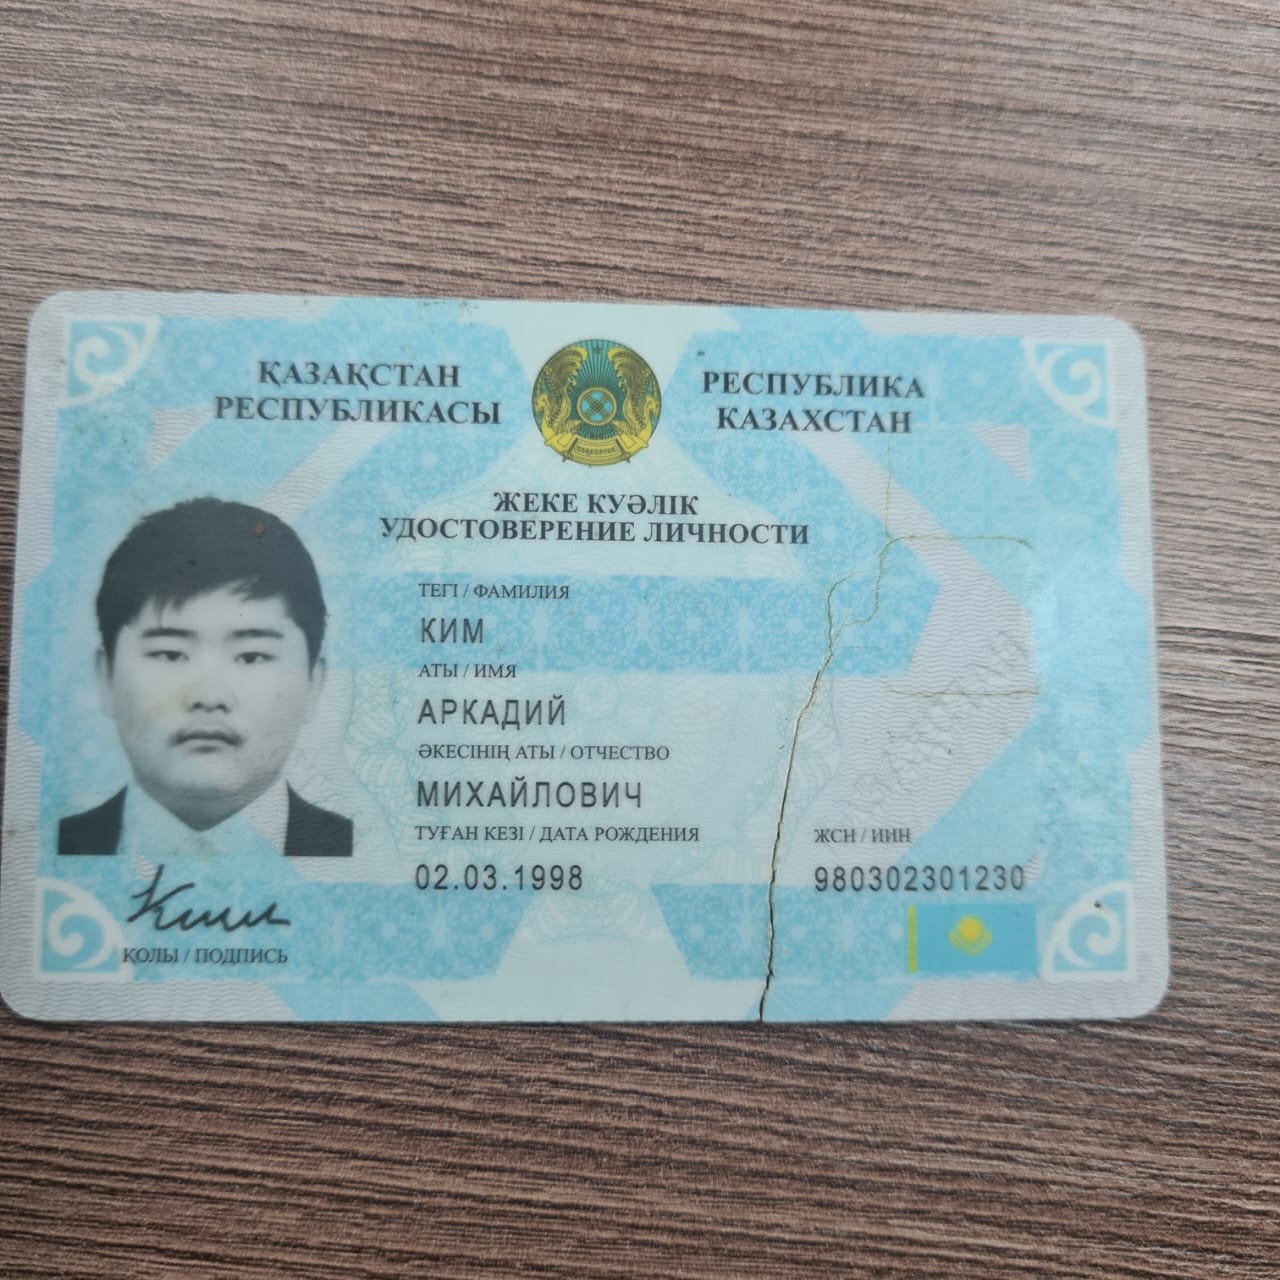 ҚАЗАҚСТАН
РЕСПУБЛИКАСЫ
РЕСПУБЛИКА
КАЗАХСТАН
ЖЕКЕ КУӘЛІК
УДОСТОВЕРЕНИЕ ЛИЧНОСТИ
ТЕГІ / ФАМИЛИЯ
КИМ
АТЫ / ИМЯ
АРКАДИЙ
ӘКЕСІНІҢ АТЫ / ОТЧЕСТВО
МИХАЙЛОВИЧ
ТУҒАН КЕЗІ / ДАТА РОЖДЕНИЯ
02.03.1998
ЖСН / ИИН
980302301230
ҚОЛЫ / ПОДПИСЬ